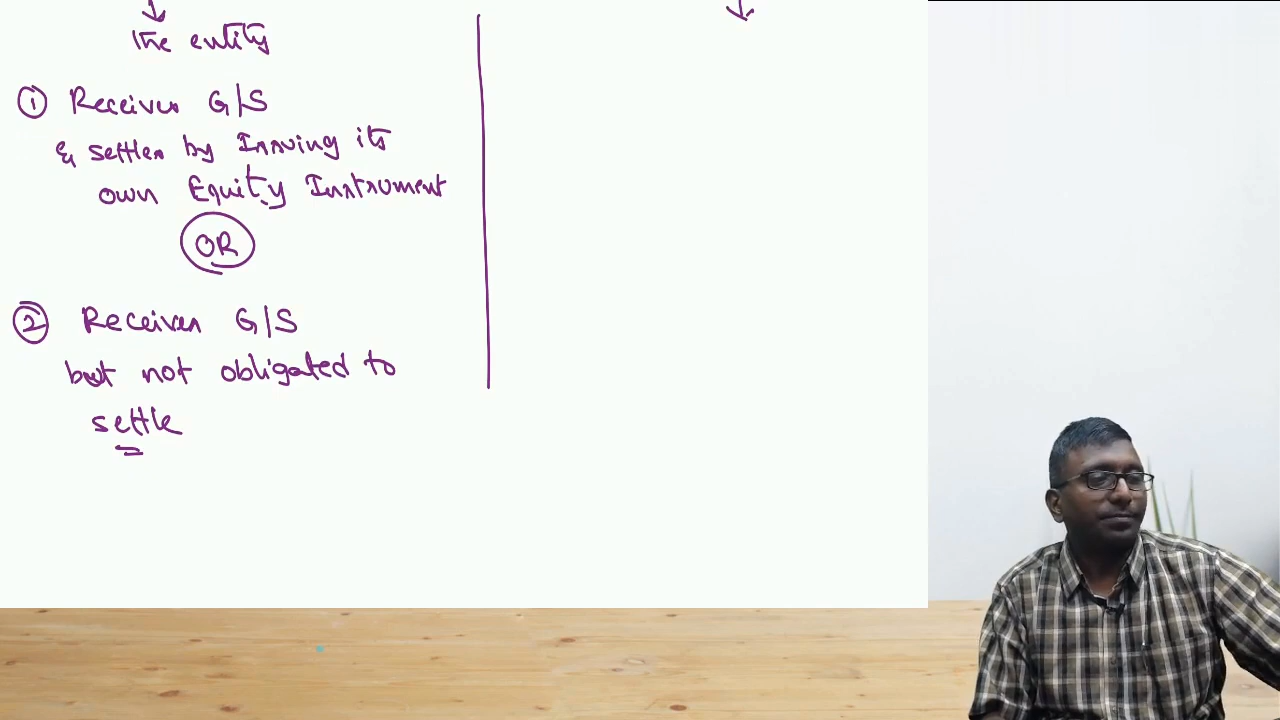 the entity
① Receives G/S
& settles by Issuing its
own Equity Instrument
OR
② Receives G/S
but not obligated to
settle